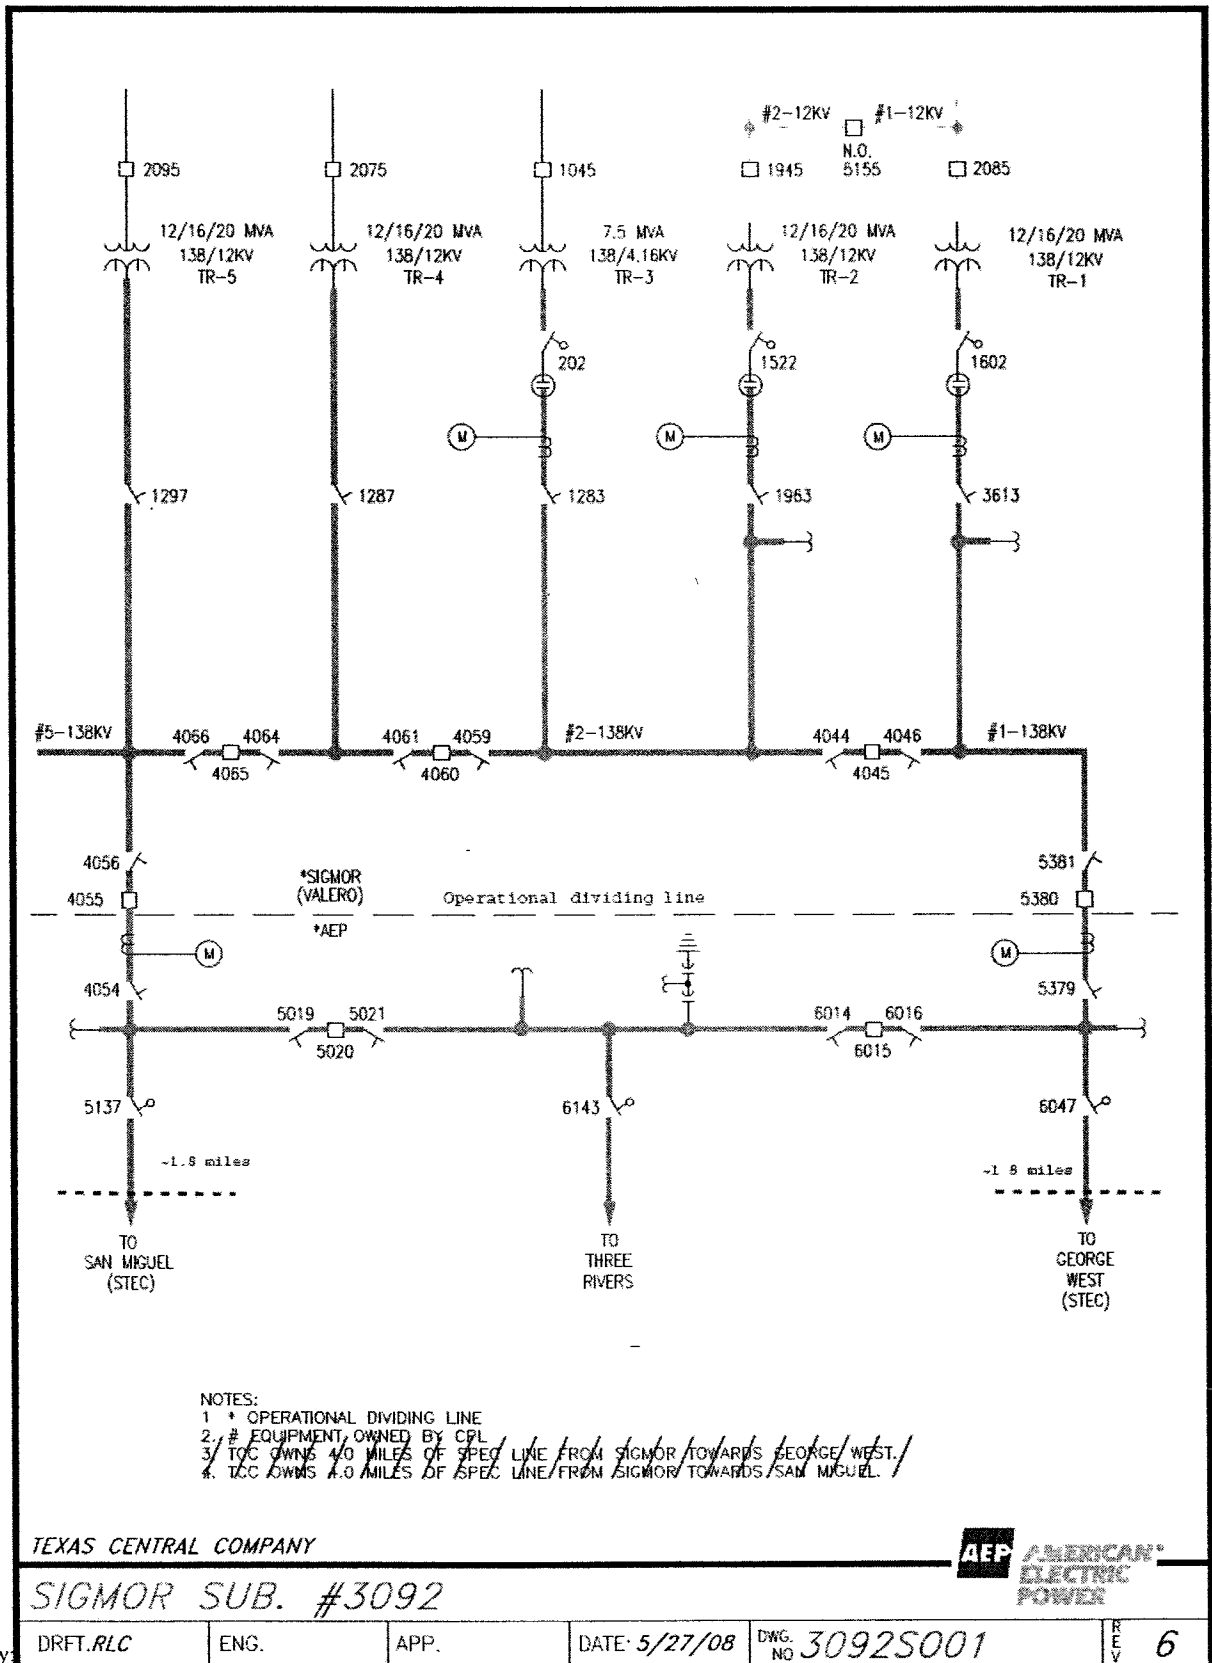 #2-12KV
#1-12KV
N.O.
5155
2095
2075
1045
1945
2085
12/16/20 MVA
138/12KV
TR-5
12/16/20 MVA
138/12KV
TR-4
7.5 MVA
138/4.16KV
TR-3
12/16/20 MVA
138/12KV
TR-2
12/16/20 MVA
138/12KV
TR-1
202
1522
1602
M
M
M
1297
1287
1283
1963
3613
#5-138KV
4066
4064
4065
4061
4059
4060
#2-138KV
4044
4046
4045
#1-138KV
4056
5381
4055
*SIGMOR
(VALERO)
Operational dividing line
5380
*AEP
M
M
4054
5379
5019
5021
5020
6014
6016
6015
5137
6143
6047
~1.8 miles
~1 8 miles
TO
SAN MIGUEL
(STEC)
TO
THREE
RIVERS
TO
GEORGE
WEST
(STEC)
NOTES:
1 * OPERATIONAL DIVIDING LINE
2. # EQUIPMENT OWNED BY CPL
3. TCC OWNS 4.0 MILES OF SPEC LINE FROM SIGMOR TOWARDS GEORGE WEST.
4. TCC OWNS 4.0 MILES OF SPEC LINE FROM SIGMOR TOWARDS SAN MIGUEL.
TEXAS CENTRAL COMPANY
AEP AMERICAN
ELECTRIC
POWER
SIGMOR SUB. #3092
DRFT.RLC
ENG.
APP.
DATE: 5/27/08
DWG.
NO 3092S001
REV 6